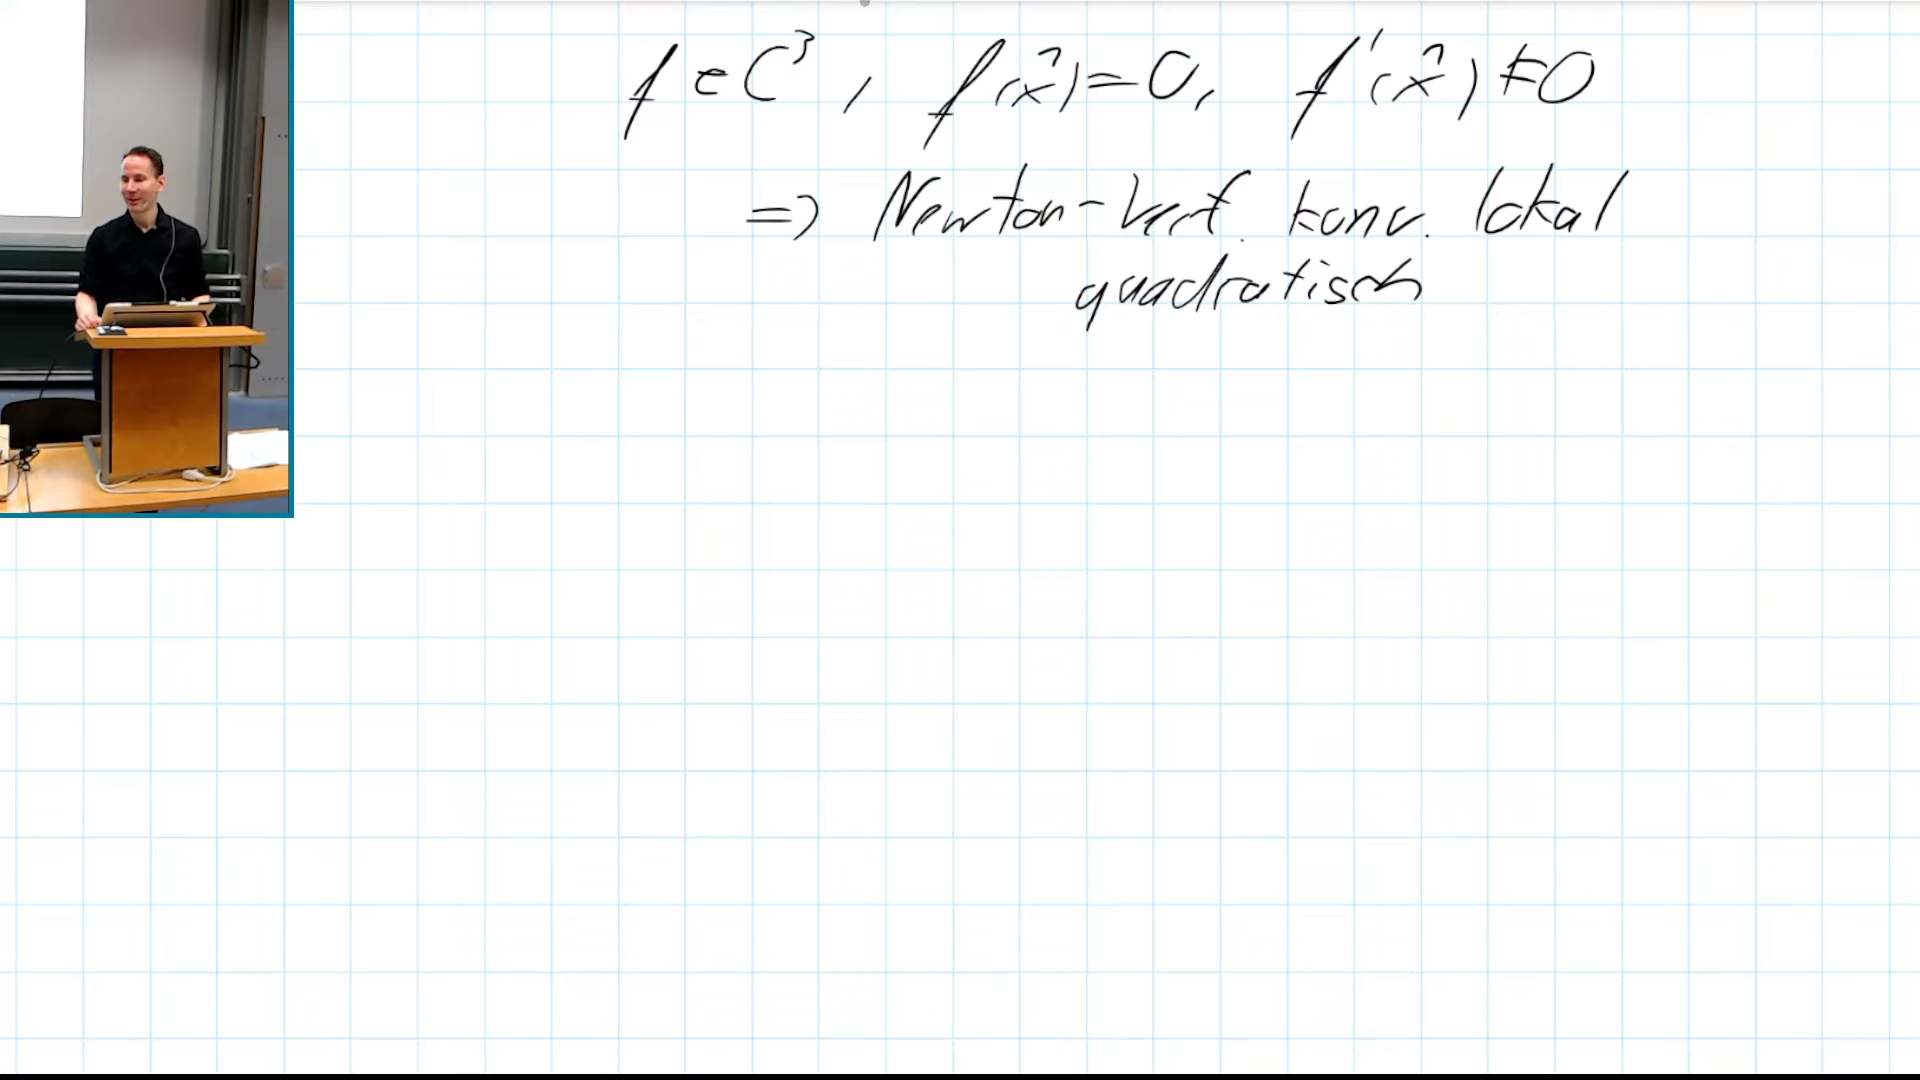 f ∈ C³, f(x̂)=0, f'(x̂)≠0
=> Newton-Verf. konv. lokal
quadratisch